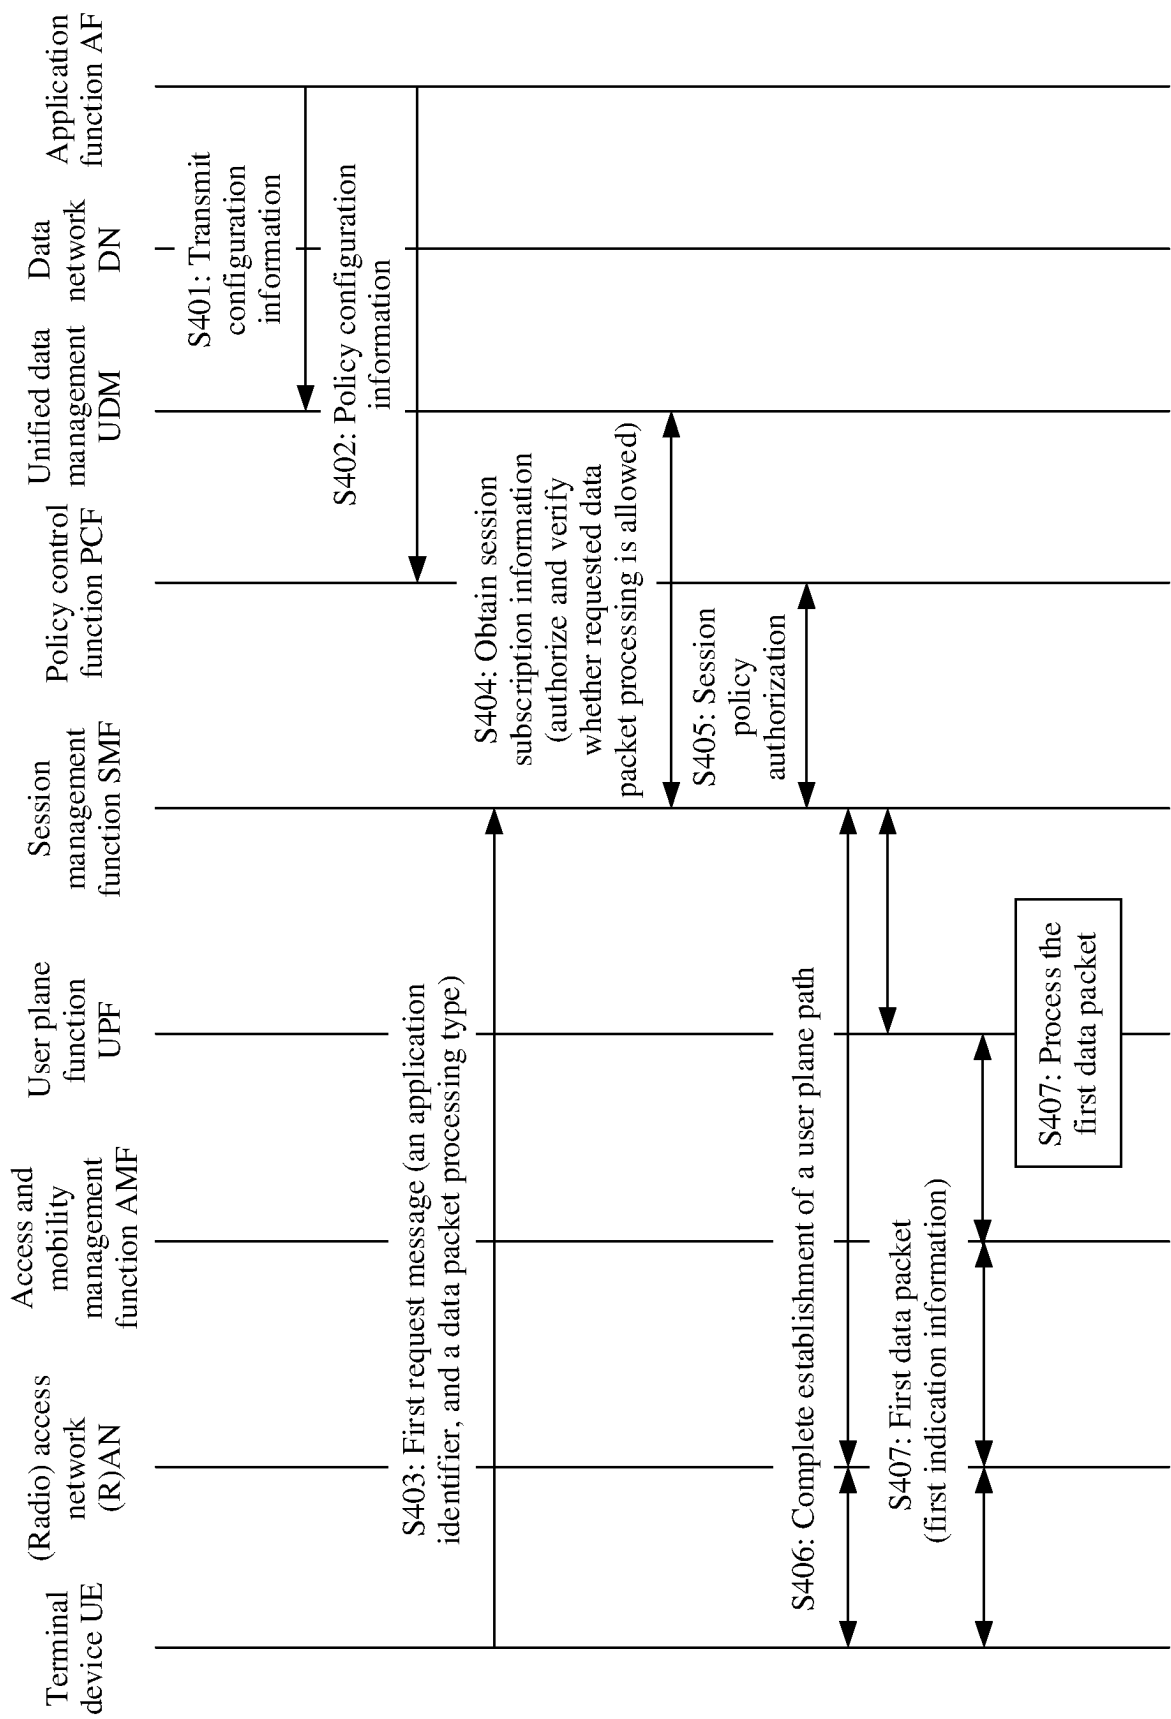 Terminal
device UE
(Radio) access
network
(R)AN
Access and
mobility
management
function AMF
User plane
function
UPF
Session
management
function SMF
Policy control
function PCF
Unified data
management
UDM
Data
network
DN
Application
function AF
S401: Transmit
configuration
information
S402: Policy configuration
information
S403: First request message (an application
identifier, and a data packet processing type)
S404: Obtain session
subscription information
(authorize and verify
whether requested data
packet processing is allowed)
S405: Session
policy
authorization
S406: Complete establishment of a user plane path
S407: First data packet
(first indication information)
S407: Process the
first data packet